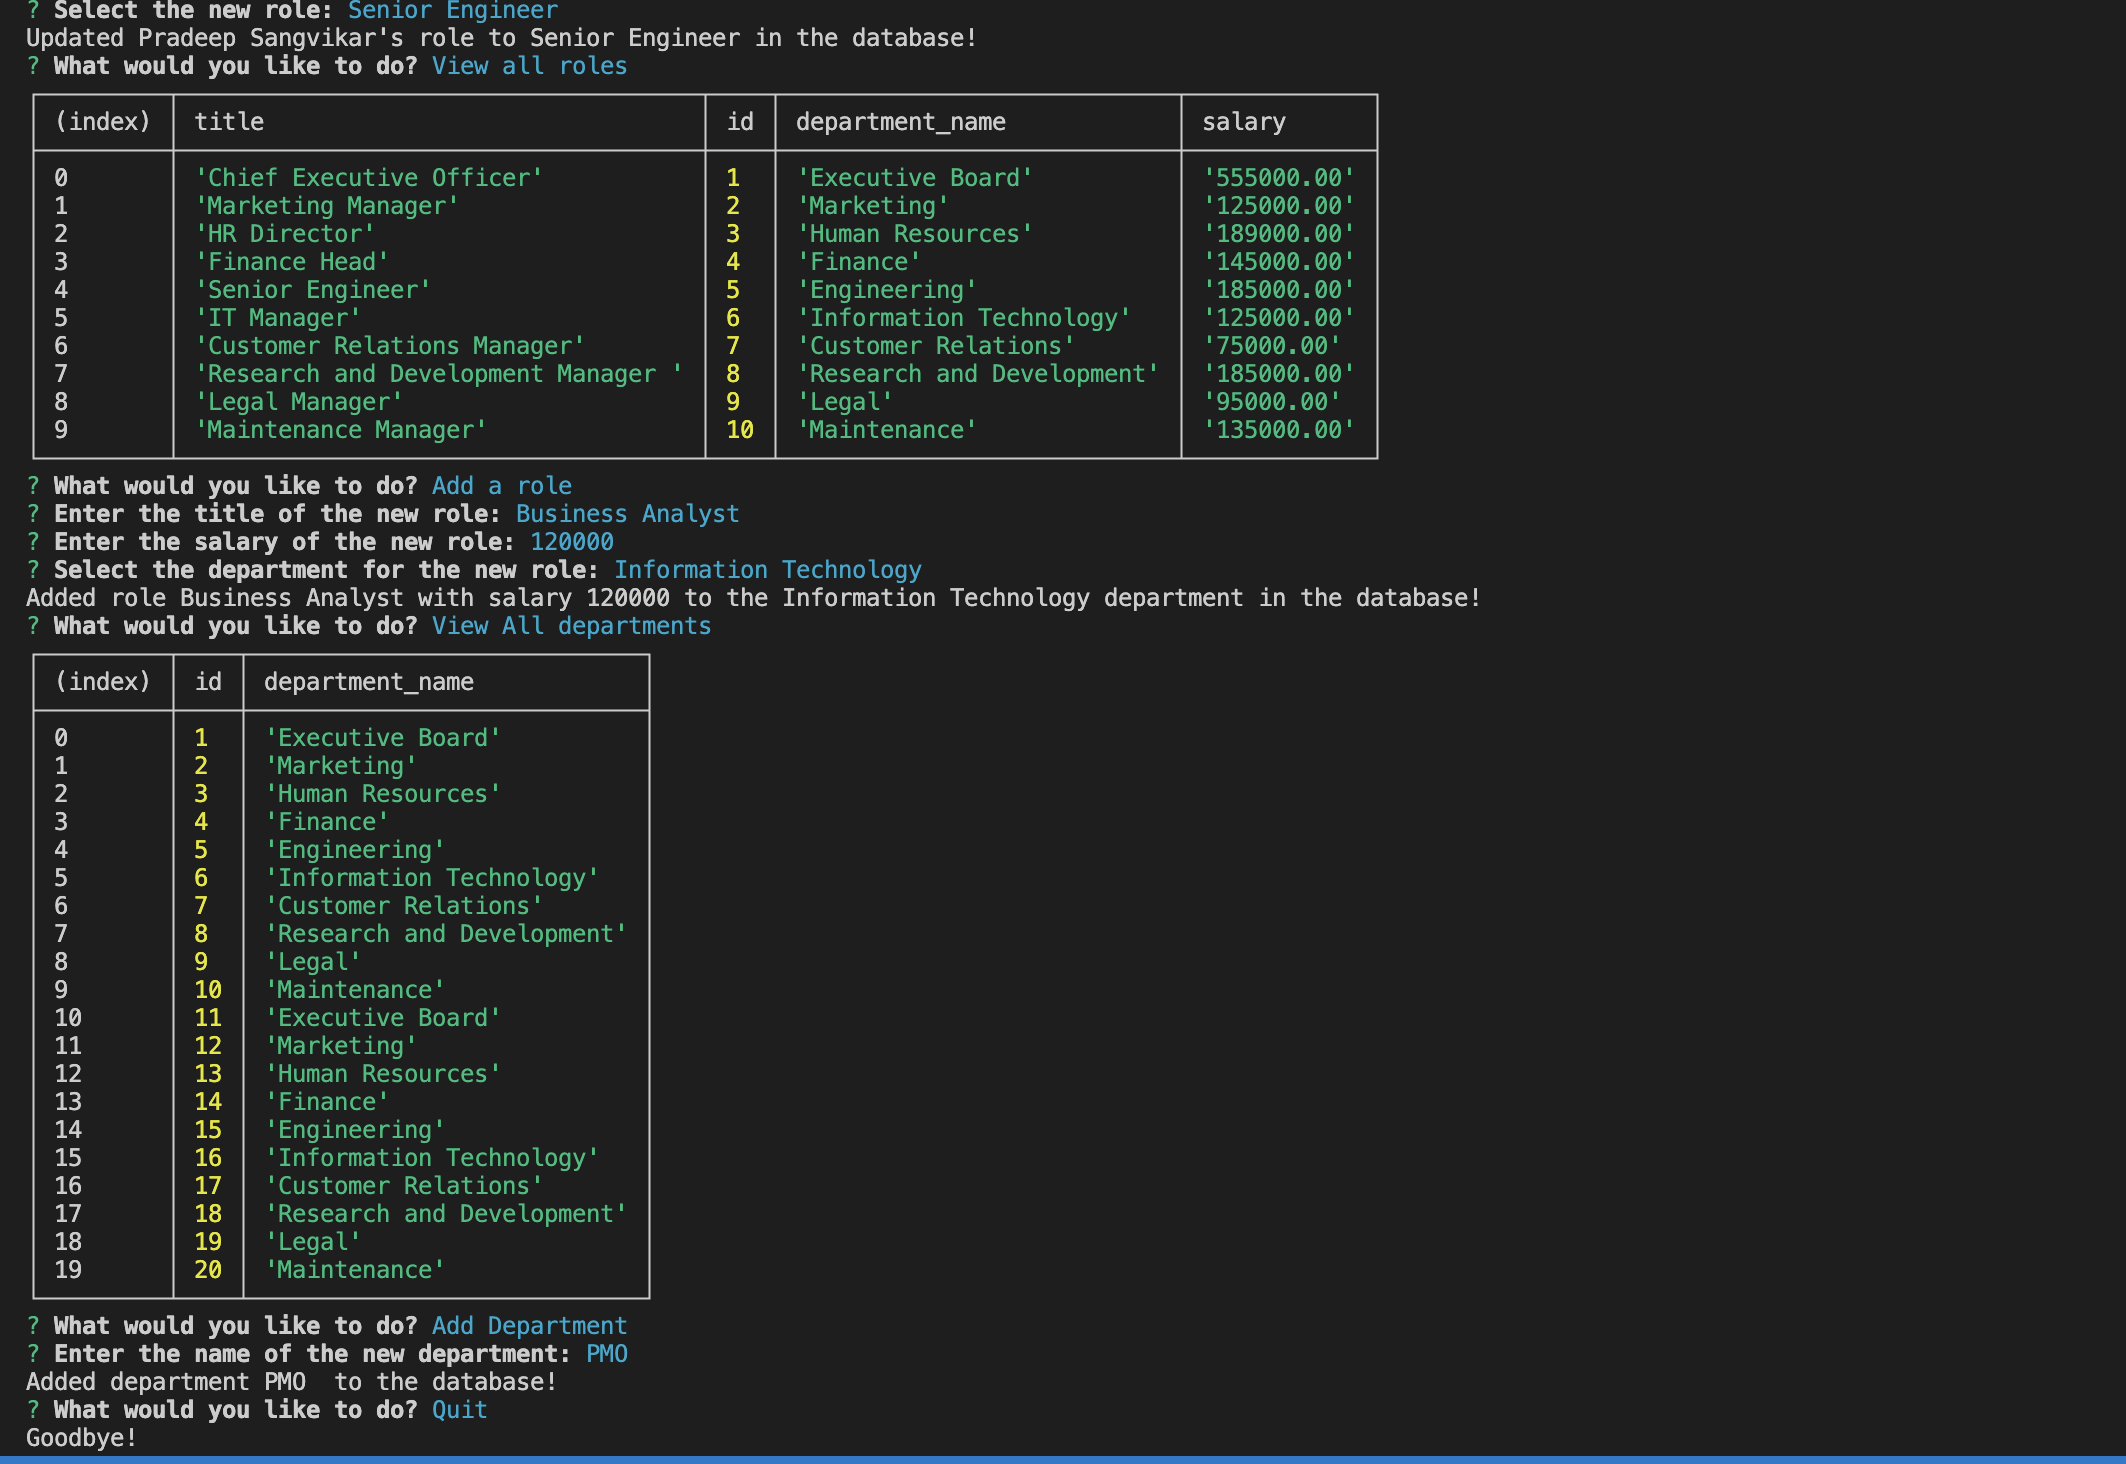 ? Select the new role: Senior Engineer
Updated Pradeep Sangvikar's role to Senior Engineer in the database!
? What would you like to do? View all roles
(index) title id department_name salary
0 'Chief Executive Officer' 1 'Executive Board' '555000.00'
1 'Marketing Manager' 2 'Marketing' '125000.00'
2 'HR Director' 3 'Human Resources' '189000.00'
3 'Finance Head' 4 'Finance' '145000.00'
4 'Senior Engineer' 5 'Engineering' '185000.00'
5 'IT Manager' 6 'Information Technology' '125000.00'
6 'Customer Relations Manager' 7 'Customer Relations' '75000.00'
7 'Research and Development Manager ' 8 'Research and Development' '185000.00'
8 'Legal Manager' 9 'Legal' '95000.00'
9 'Maintenance Manager' 10 'Maintenance' '135000.00'
? What would you like to do? Add a role
? Enter the title of the new role: Business Analyst
? Enter the salary of the new role: 120000
? Select the department for the new role: Information Technology
Added role Business Analyst with salary 120000 to the Information Technology department in the database!
? What would you like to do? View All departments
(index) id department_name
0 1 'Executive Board'
1 2 'Marketing'
2 3 'Human Resources'
3 4 'Finance'
4 5 'Engineering'
5 6 'Information Technology'
6 7 'Customer Relations'
7 8 'Research and Development'
8 9 'Legal'
9 10 'Maintenance'
10 11 'Executive Board'
11 12 'Marketing'
12 13 'Human Resources'
13 14 'Finance'
14 15 'Engineering'
15 16 'Information Technology'
16 17 'Customer Relations'
17 18 'Research and Development'
18 19 'Legal'
19 20 'Maintenance'
? What would you like to do? Add Department
? Enter the name of the new department: PMO
Added department PMO  to the database!
? What would you like to do? Quit
Goodbye!